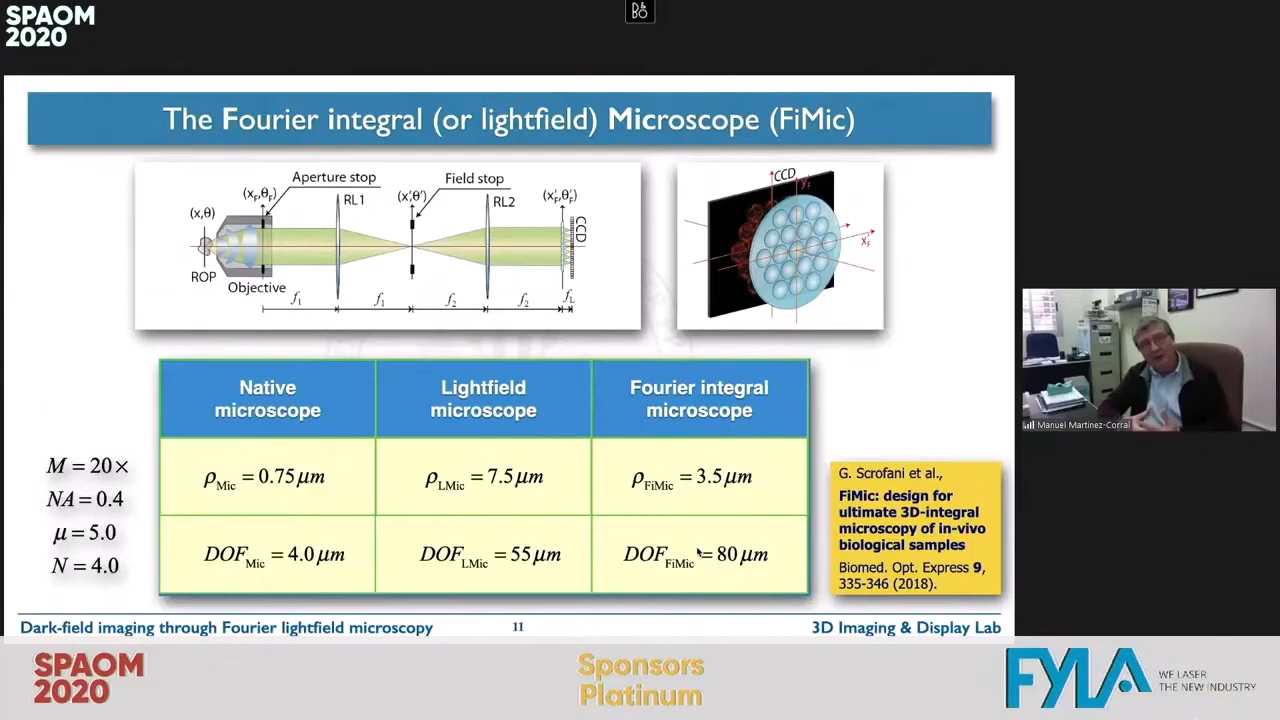 SPAOM
2020
B&O
The Fourier integral (or lightfield) Microscope (FiMic)
Aperture stop
Field stop
(x,θ)
(xF,θF)
RL1
(x',θ')
RL2
(x'F,θ'F)
CCD
ROP
Objective
f1
f1
f2
f2
fL
CCD
y'F
x'F
Native
microscope
Lightfield
microscope
Fourier integral
microscope
M = 20×
NA = 0.4
μ = 5.0
N = 4.0
ρMic = 0.75 μm
ρLMic = 7.5 μm
ρFiMic = 3.5 μm
DOFMic = 4.0 μm
DOFLMic = 55 μm
DOFFiMic = 80 μm
G. Scrofani et al.,
FiMic: design for
ultimate 3D-integral
microscopy of in-vivo
biological samples
Biomed. Opt. Express 9,
335-346 (2018).
Manuel Martinez-Corral
Dark-field imaging through Fourier lightfield microscopy
11
3D Imaging & Display Lab
SPAOM
2020
Sponsors
Platinum
FYLA
WE LASER
THE NEW INDUSTRY